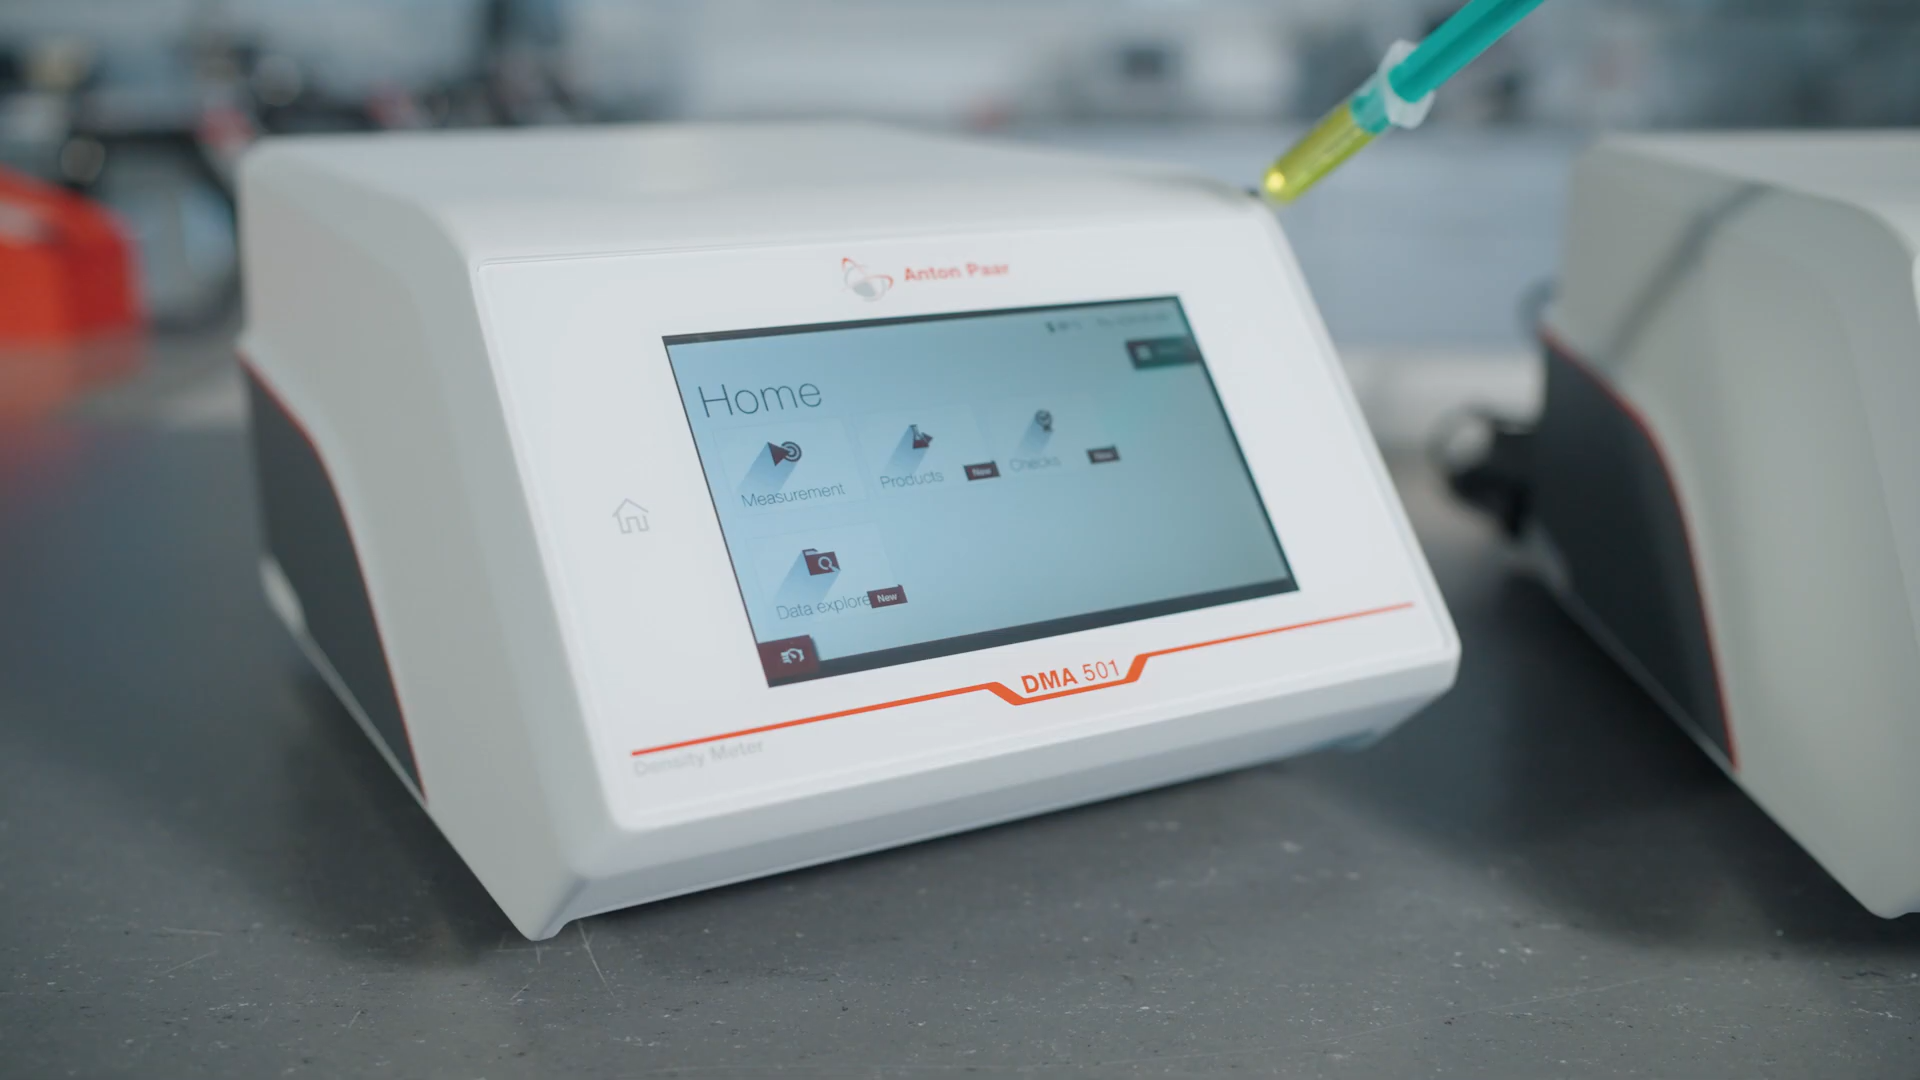 Anton Paar
Home
Measurement
Products
New
Checks
New
Data explore
New
DMA 501
Density Meter